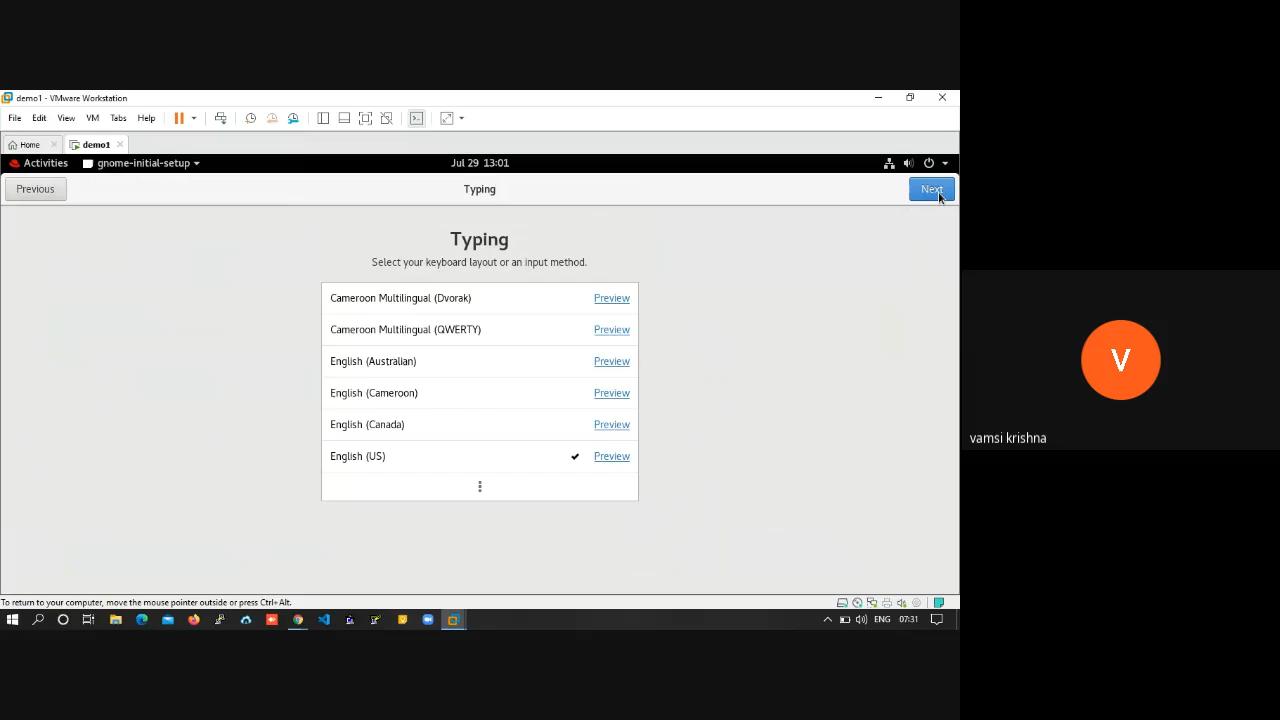 demo1 - VMware Workstation
File Edit View VM Tabs Help
Home demo1
Activities gnome-initial-setup Jul 29 13:01
Previous Typing Next
Typing
Select your keyboard layout or an input method.
Cameroon Multilingual (Dvorak) Preview
Cameroon Multilingual (QWERTY) Preview
English (Australian) Preview
English (Cameroon) Preview
English (Canada) Preview
English (US) Preview
To return to your computer, move the mouse pointer outside or press Ctrl+Alt.
ENG 07:31
V
vamsi krishna